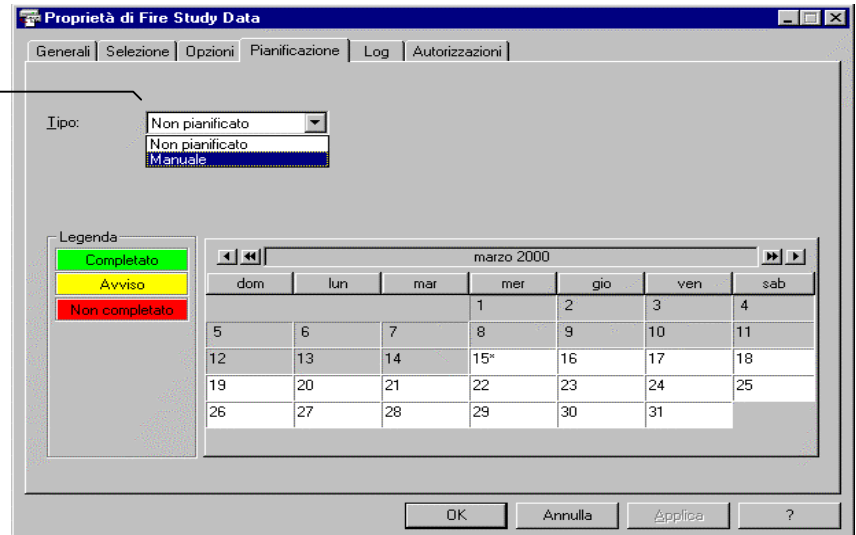 Proprietà di Fire Study Data
Generali Selezione Opzioni Pianificazione Log Autorizzazioni
Tipo: Non pianificato
Non pianificato
Manuale
Legenda
Completato
Avviso
Non completato
marzo 2000
dom lun mar mer gio ven sab
1 2 3 4
5 6 7 8 9 10 11
12 13 14 15* 16 17 18
19 20 21 22 23 24 25
26 27 28 29 30 31
OK Annulla Applica ?